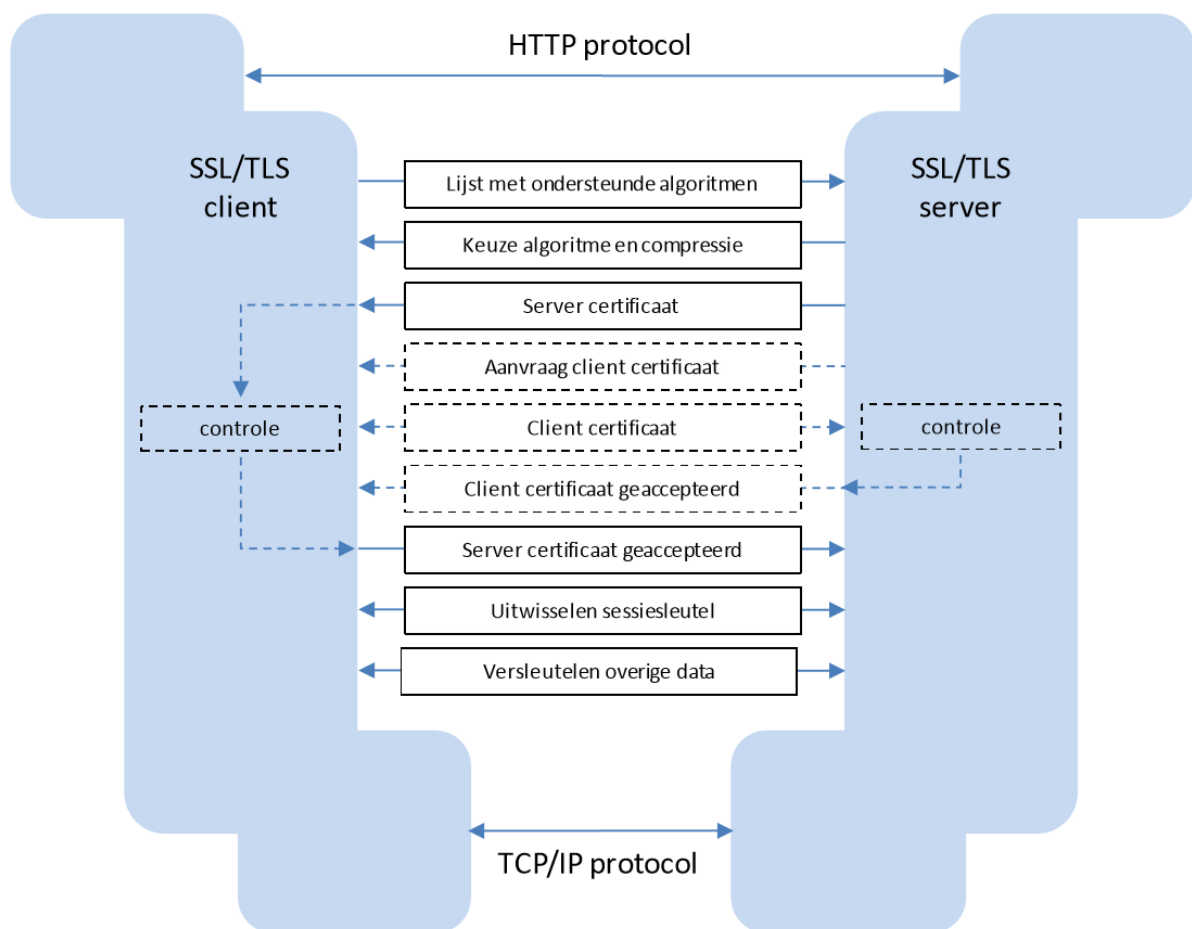 HTTP protocol
SSL/TLS
client
SSL/TLS
server
Lijst met ondersteunde algoritmen
Keuze algoritme en compressie
Server certificaat
Aanvraag client certificaat
controle
Client certificaat
controle
Client certificaat geaccepteerd
Server certificaat geaccepteerd
Uitwisselen sessiesleutel
Versleutelen overige data
TCP/IP protocol